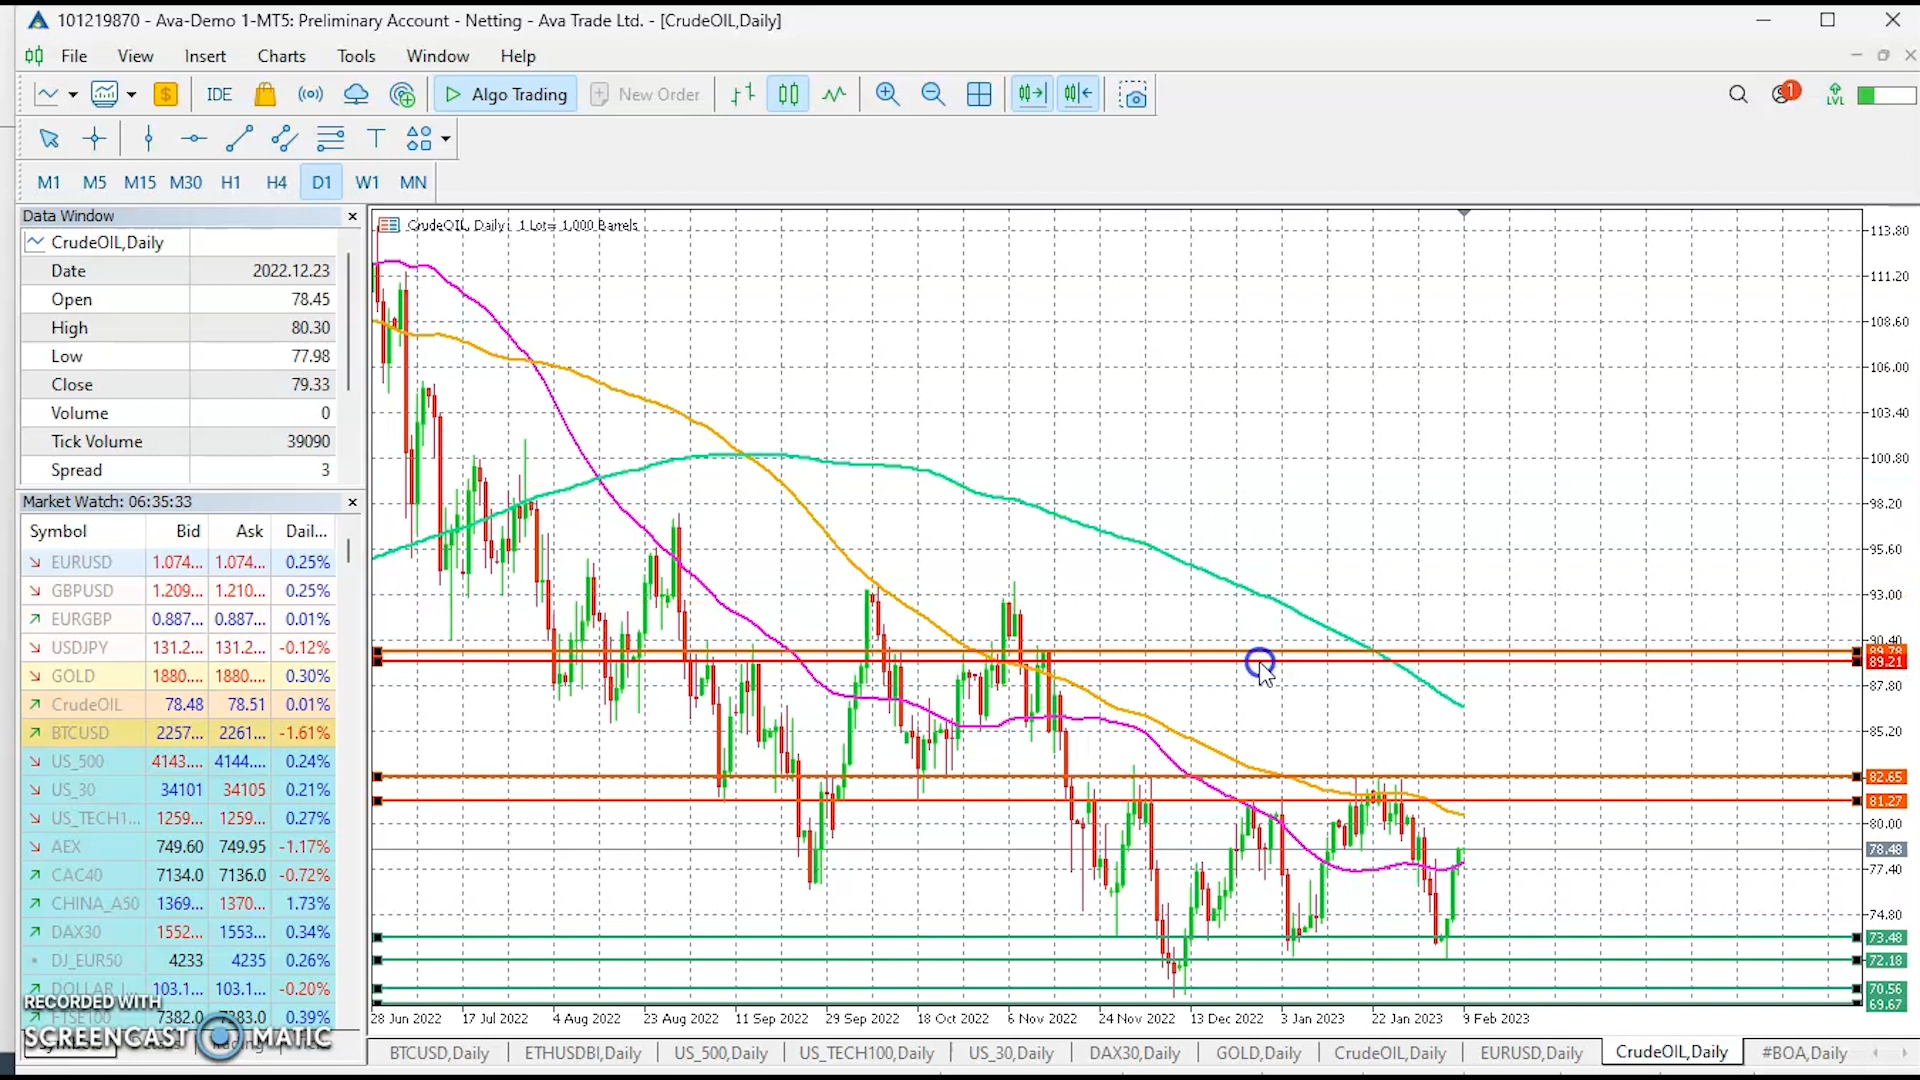 101219870 - Ava-Demo 1-MT5: Preliminary Account - Netting - Ava Trade Ltd. - [CrudeOIL,Daily]
File View Insert Charts Tools Window Help
IDE Algo Trading New Order 1 LVL
M1 M5 M15 M30 H1 H4 D1 W1 MN
Data Window
CrudeOIL,Daily
Date 2022.12.23
Open 78.45
High 80.30
Low 77.98
Close 79.33
Volume 0
Tick Volume 39090
Spread 3
Market Watch: 06:35:33
Symbol Bid Ask Dail...
EURUSD 1.074... 1.074... 0.25%
GBPUSD 1.209... 1.210... 0.25%
EURGBP 0.887... 0.887... 0.01%
USDJPY 131.2... 131.2... -0.12%
GOLD 1880.... 1880.... 0.30%
CrudeOIL 78.48 78.51 0.01%
BTCUSD 2257... 2261... -1.61%
US_500 4143.... 4144.... 0.24%
US_30 34101 34105 0.21%
US_TECH1... 1259... 1259... 0.27%
AEX 749.60 749.95 -1.17%
CAC40 7134.0 7136.0 -0.72%
CHINA_A50 1369... 1370... 1.73%
DAX30 1552... 1553... 0.34%
DJ_EUR50 4233 4235 0.26%
103.1... 103.1... -0.20%
FTSE100 7382.0 7383.0 0.39%
RECORDED WITH
SCREENCAST MATIC
CrudeOIL, Daily: 1 Lot= 1,000 Barrels
113.80
111.20
108.60
106.00
103.40
100.80
98.20
95.60
93.00
90.40
89.78
89.21
87.80
85.20
82.65
81.27
80.00
78.48
77.40
74.80
73.48
72.18
70.56
69.67
28 Jun 2022 17 Jul 2022 4 Aug 2022 23 Aug 2022 11 Sep 2022 29 Sep 2022 18 Oct 2022 6 Nov 2022 24 Nov 2022 13 Dec 2022 3 Jan 2023 22 Jan 2023 9 Feb 2023
BTCUSD,Daily ETHUSDBI,Daily US_500,Daily US_TECH100,Daily US_30,Daily DAX30,Daily GOLD,Daily CrudeOIL,Daily EURUSD,Daily CrudeOIL,Daily #BOA,Daily